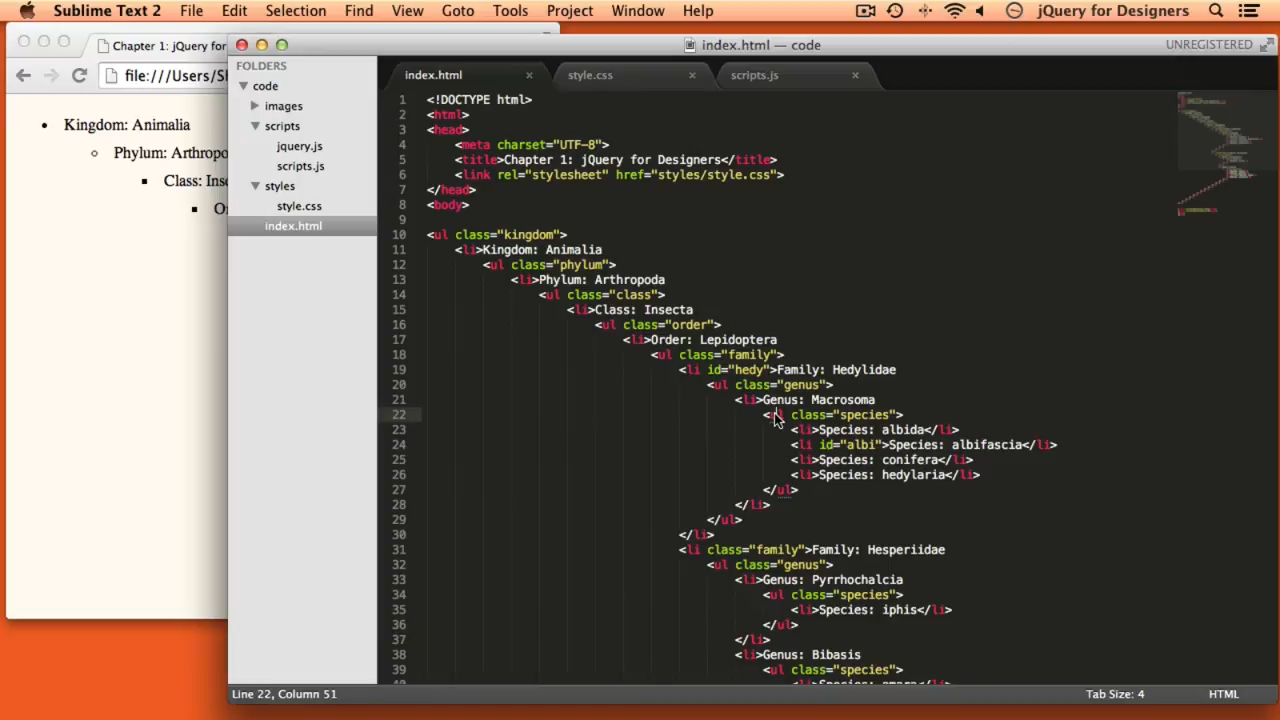 Sublime Text 2 File Edit Selection Find View Goto Tools Project Window Help jQuery for Designers
Chapter 1: jQuery for
file:///Users/Sh
Kingdom: Animalia
Phylum: Arthropo
Class: Inse
index.html — code
UNREGISTERED
FOLDERS
code
images
scripts
jquery.js
scripts.js
styles
style.css
index.html
index.html style.css scripts.js
1 <!DOCTYPE html>
2 <html>
3 <head>
4 <meta charset="UTF-8">
5 <title>Chapter 1: jQuery for Designers</title>
6 <link rel="stylesheet" href="styles/style.css">
7 </head>
8 <body>
9
10 <ul class="kingdom">
11 <li>Kingdom: Animalia
12 <ul class="phylum">
13 <li>Phylum: Arthropoda
14 <ul class="class">
15 <li>Class: Insecta
16 <ul class="order">
17 <li>Order: Lepidoptera
18 <ul class="family">
19 <li id="hedy">Family: Hedylidae
20 <ul class="genus">
21 <li>Genus: Macrosoma
22 <ul class="species">
23 <li>Species: albida</li>
24 <li id="albi">Species: albifascia</li>
25 <li>Species: conifera</li>
26 <li>Species: hedylaria</li>
27 </ul>
28 </li>
29 </ul>
30 </li>
31 <li class="family">Family: Hesperiidae
32 <ul class="genus">
33 <li>Genus: Pyrrhochalcia
34 <ul class="species">
35 <li>Species: iphis</li>
36 </ul>
37 </li>
38 <li>Genus: Bibasis
39 <ul class="species">
Line 22, Column 51
Tab Size: 4
HTML